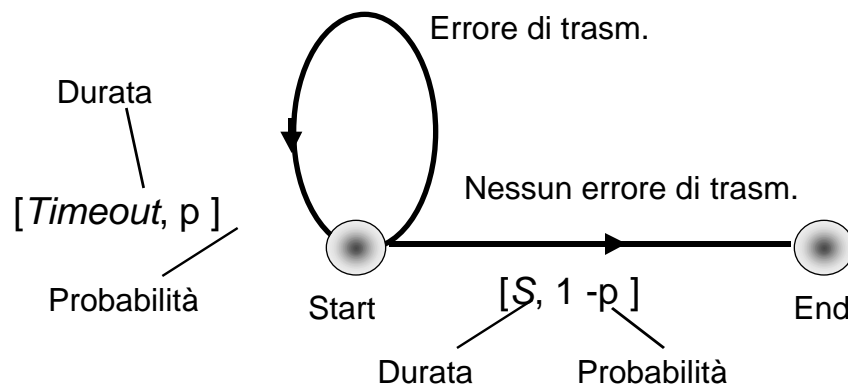 Errore di trasm.
Durata
Nessun errore di trasm.
[Timeout, p ]
Probabilità
Start
[S, 1 -p ]
End
Durata
Probabilità